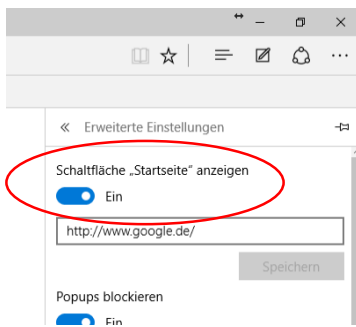 Erweiterte Einstellungen
Schaltfläche „Startseite“ anzeigen
Ein
http://www.google.de/
Speichern
Popups blockieren
Ein